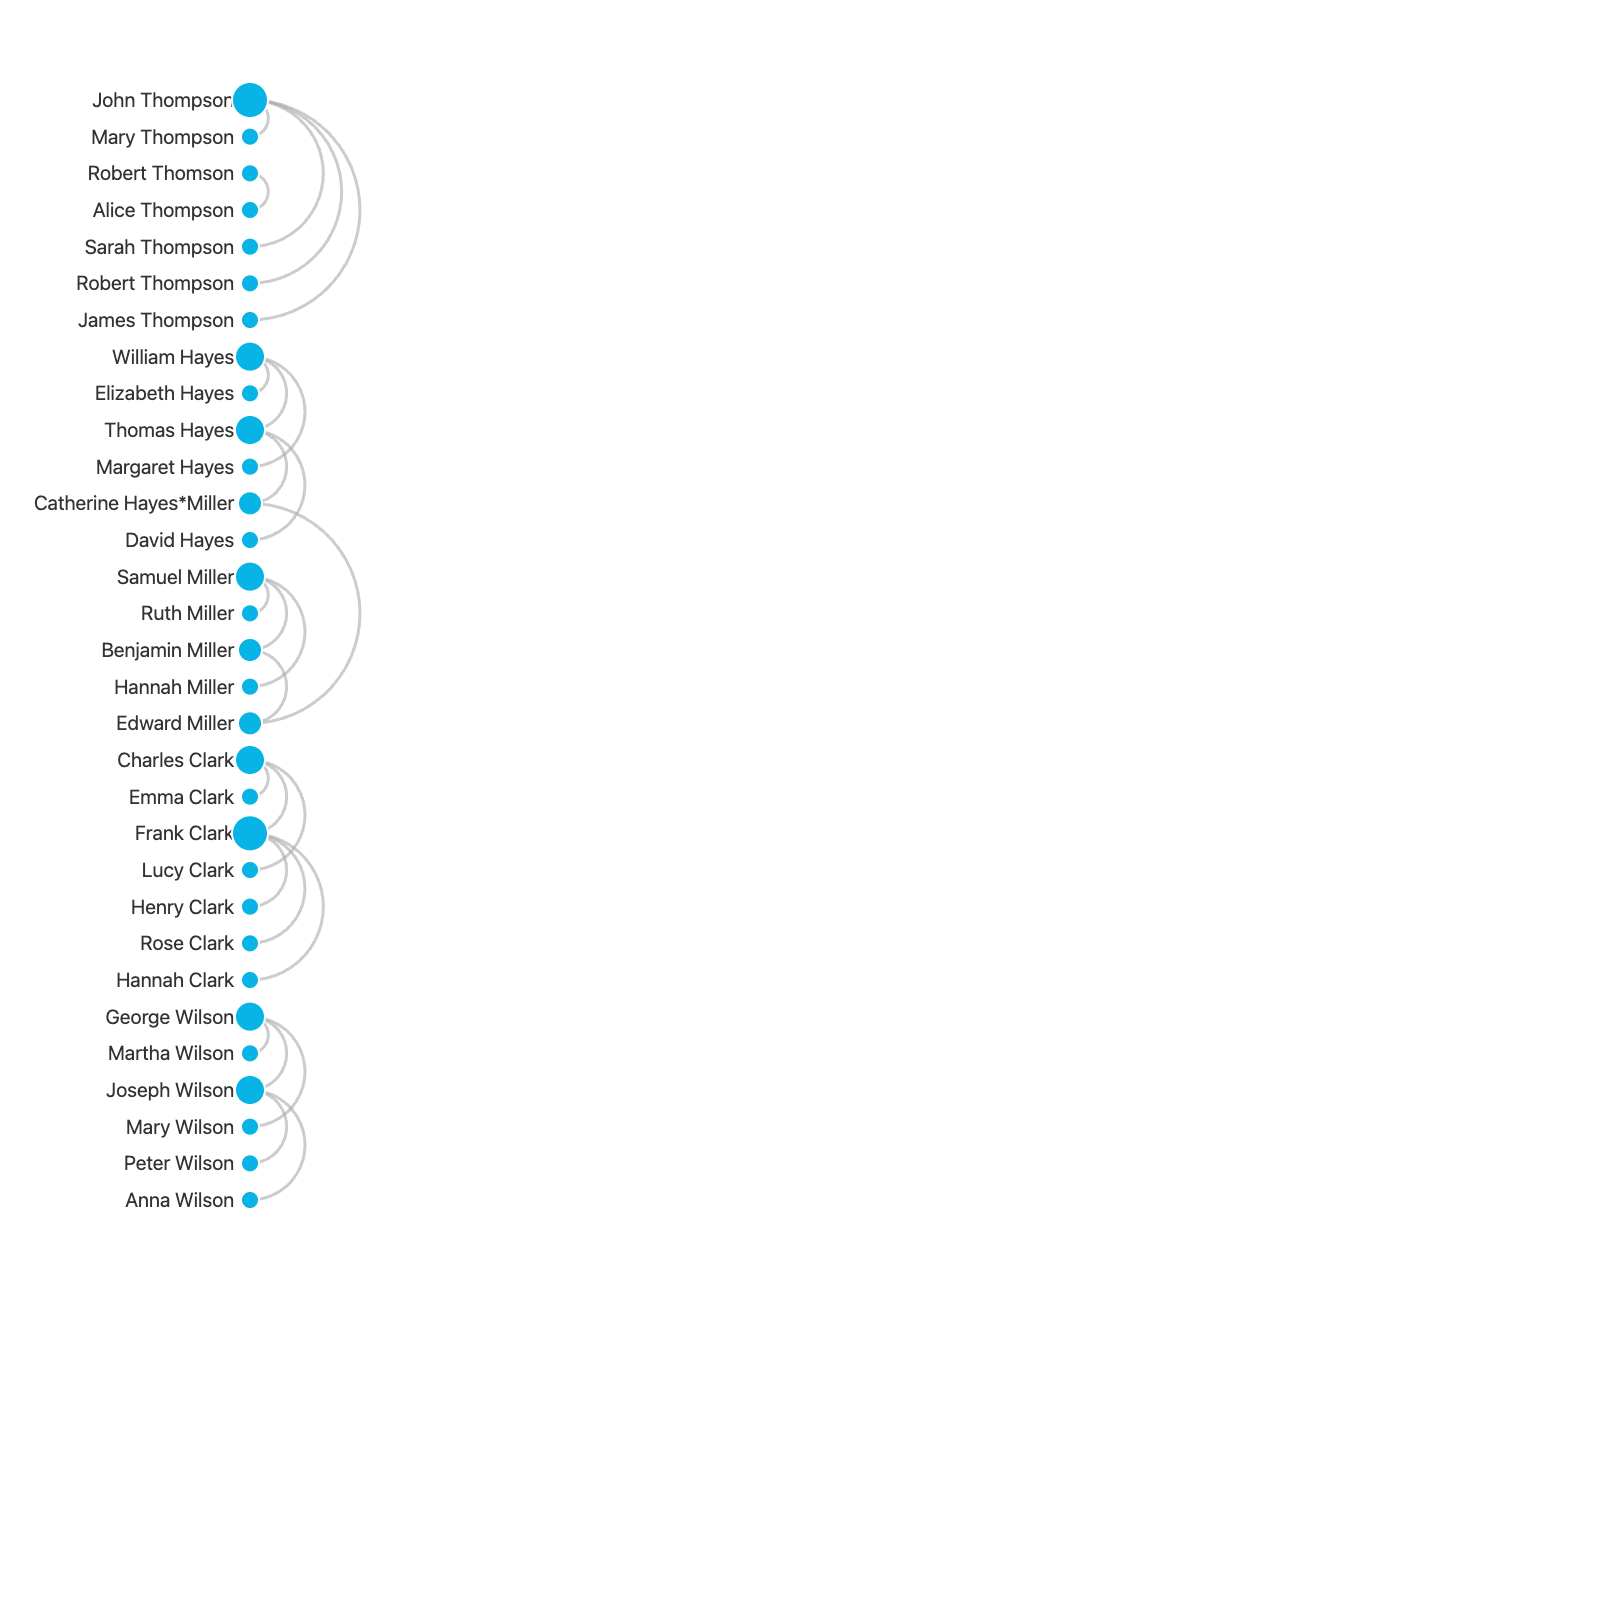 John Thompson
Mary Thompson
Robert Thomson
Alice Thompson
Sarah Thompson
Robert Thompson
James Thompson
William Hayes
Elizabeth Hayes
Thomas Hayes
Margaret Hayes
Catherine Hayes*Miller
David Hayes
Samuel Miller
Ruth Miller
Benjamin Miller
Hannah Miller
Edward Miller
Charles Clark
Emma Clark
Frank Clark
Lucy Clark
Henry Clark
Rose Clark
Hannah Clark
George Wilson
Martha Wilson
Joseph Wilson
Mary Wilson
Peter Wilson
Anna Wilson